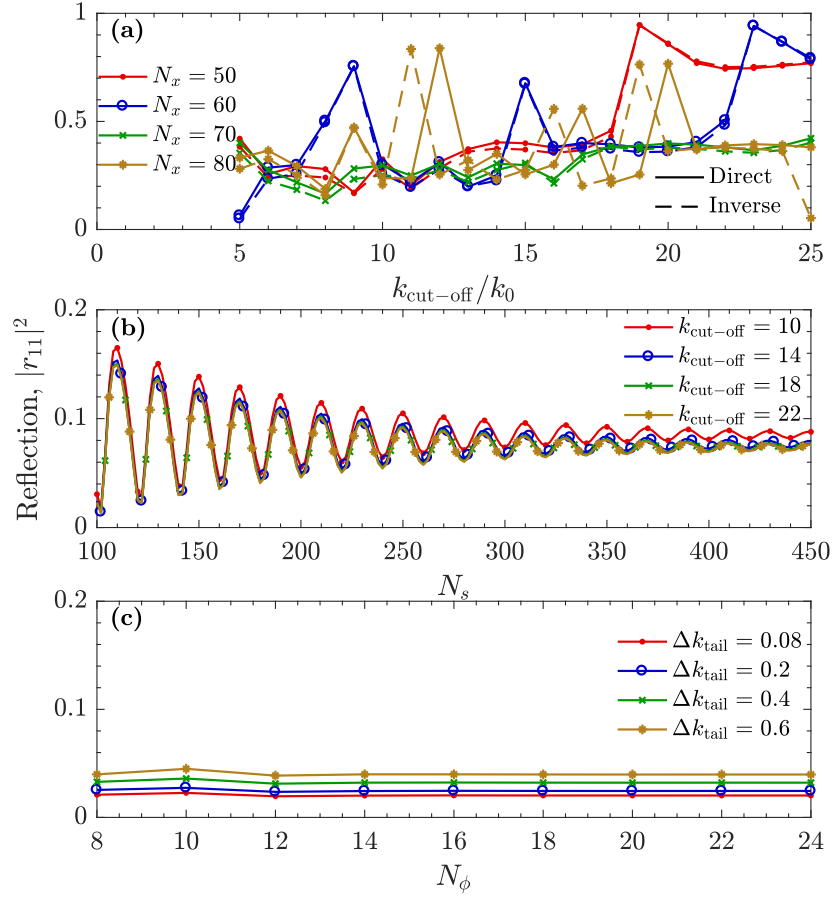 (a)
1
0.5
0
N_x = 50
N_x = 60
N_x = 70
N_x = 80
Direct
Inverse
0 5 10 15 20 25
k_cut−off/k_0
(b)
0.2
0.1
0
Reflection, |r_11|^2
k_cut−off = 10
k_cut−off = 14
k_cut−off = 18
k_cut−off = 22
100 150 200 250 300 350 400 450
N_s
(c)
0.2
0.1
0
Δk_tail = 0.08
Δk_tail = 0.2
Δk_tail = 0.4
Δk_tail = 0.6
8 10 12 14 16 18 20 22 24
N_ϕ